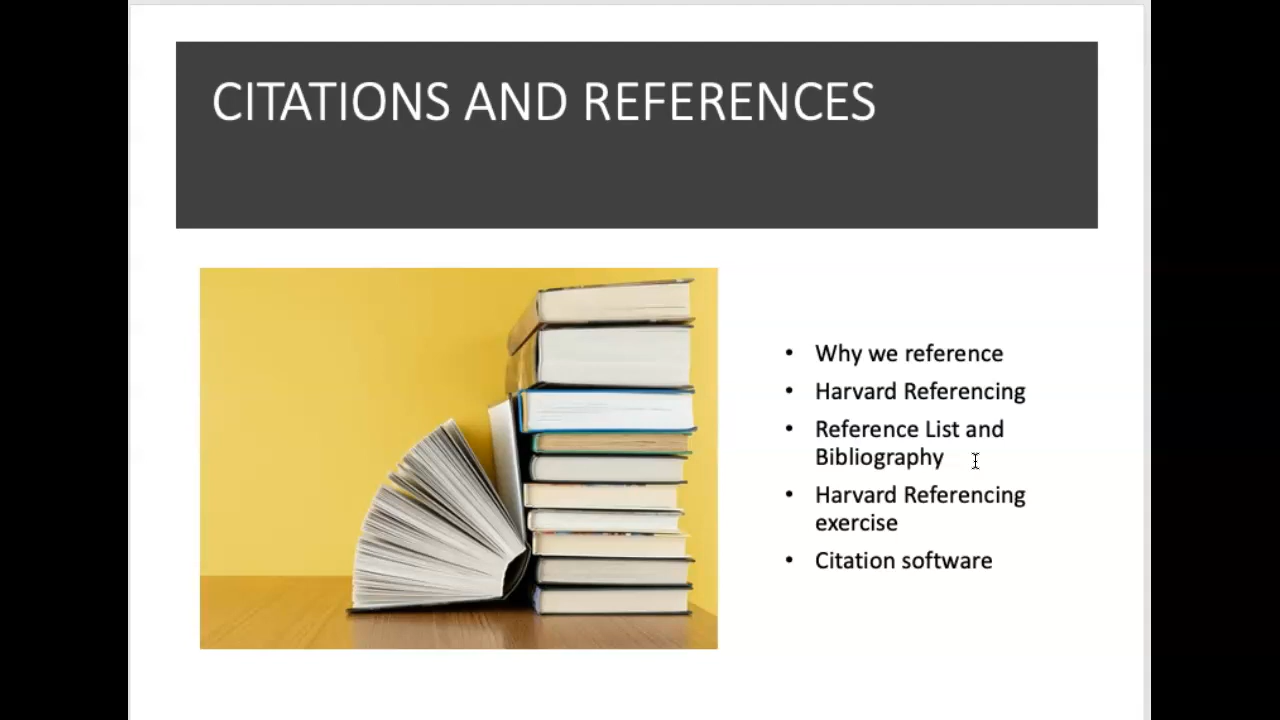 CITATIONS AND REFERENCES
• Why we reference
• Harvard Referencing
• Reference List and
Bibliography
• Harvard Referencing
exercise
• Citation software